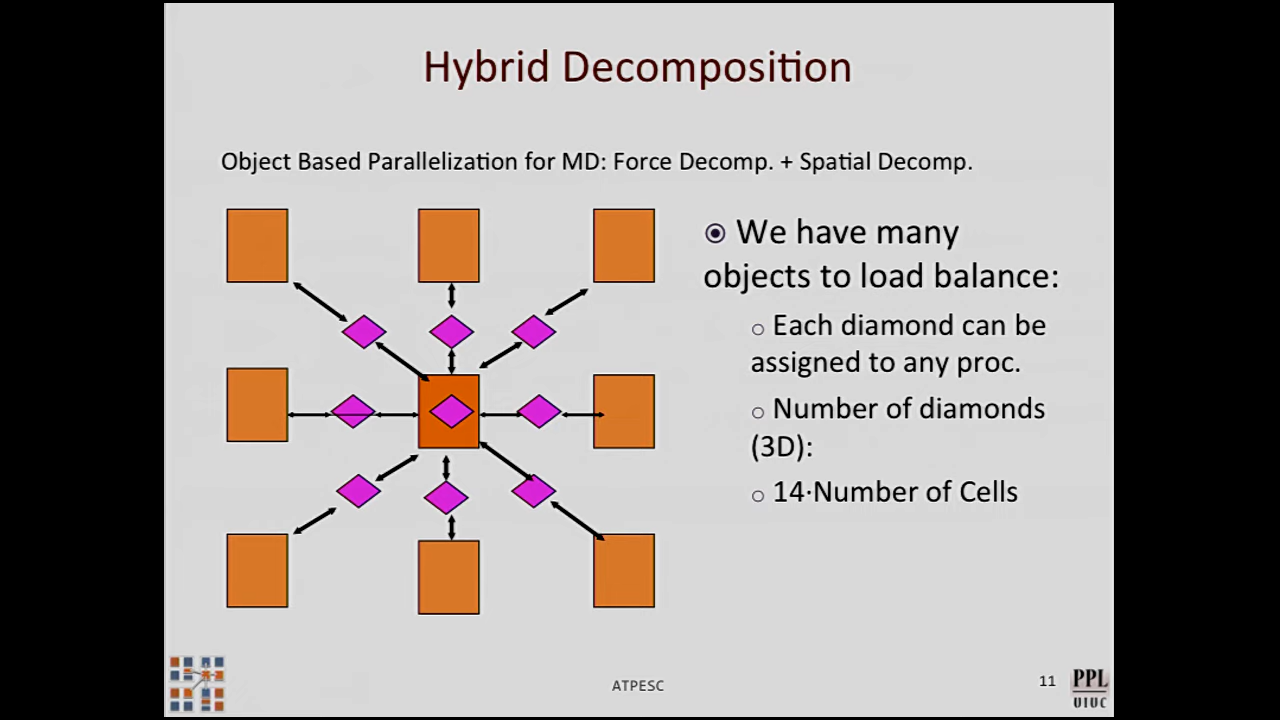 Hybrid Decomposition
Object Based Parallelization for MD: Force Decomp. + Spatial Decomp.
We have many
objects to load balance:
Each diamond can be
assigned to any proc.
Number of diamonds
(3D):
14·Number of Cells
ATPESC
11
PPL
UIUC